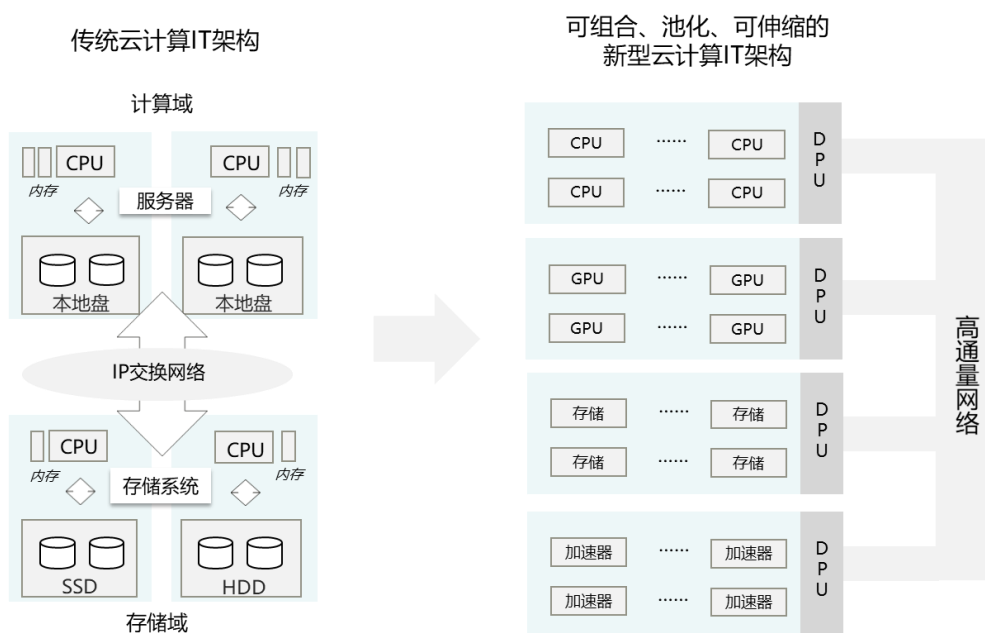 传统云计算IT架构
计算域
CPU
内存
CPU
内存
服务器
本地盘
本地盘
IP交换网络
CPU
内存
CPU
内存
存储系统
SSD
HDD
存储域
可组合、池化、可伸缩的
新型云计算IT架构
CPU ······ CPU
CPU ······ CPU
DPU
GPU ······ GPU
GPU ······ GPU
DPU
存储 ······ 存储
存储 ······ 存储
DPU
加速器 ······ 加速器
加速器 ······ 加速器
DPU
高通量网络